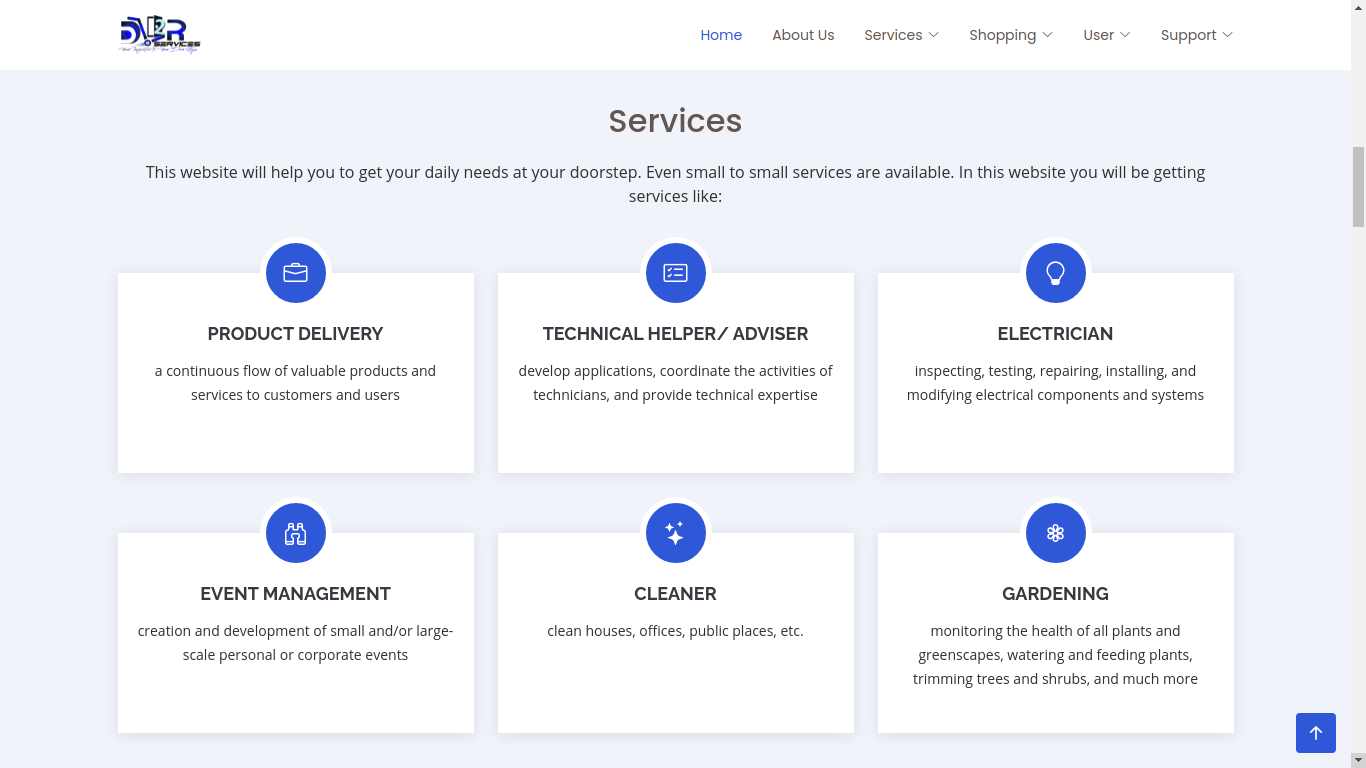 SERVICES
Home About Us Services Shopping User Support
Services
This website will help you to get your daily needs at your doorstep. Even small to small services are available. In this website you will be getting
services like:
PRODUCT DELIVERY
a continuous flow of valuable products and
services to customers and users
TECHNICAL HELPER/ ADVISER
develop applications, coordinate the activities of
technicians, and provide technical expertise
ELECTRICIAN
inspecting, testing, repairing, installing, and
modifying electrical components and systems
EVENT MANAGEMENT
creation and development of small and/or large-
scale personal or corporate events
CLEANER
clean houses, offices, public places, etc.
GARDENING
monitoring the health of all plants and
greenscapes, watering and feeding plants,
trimming trees and shrubs, and much more